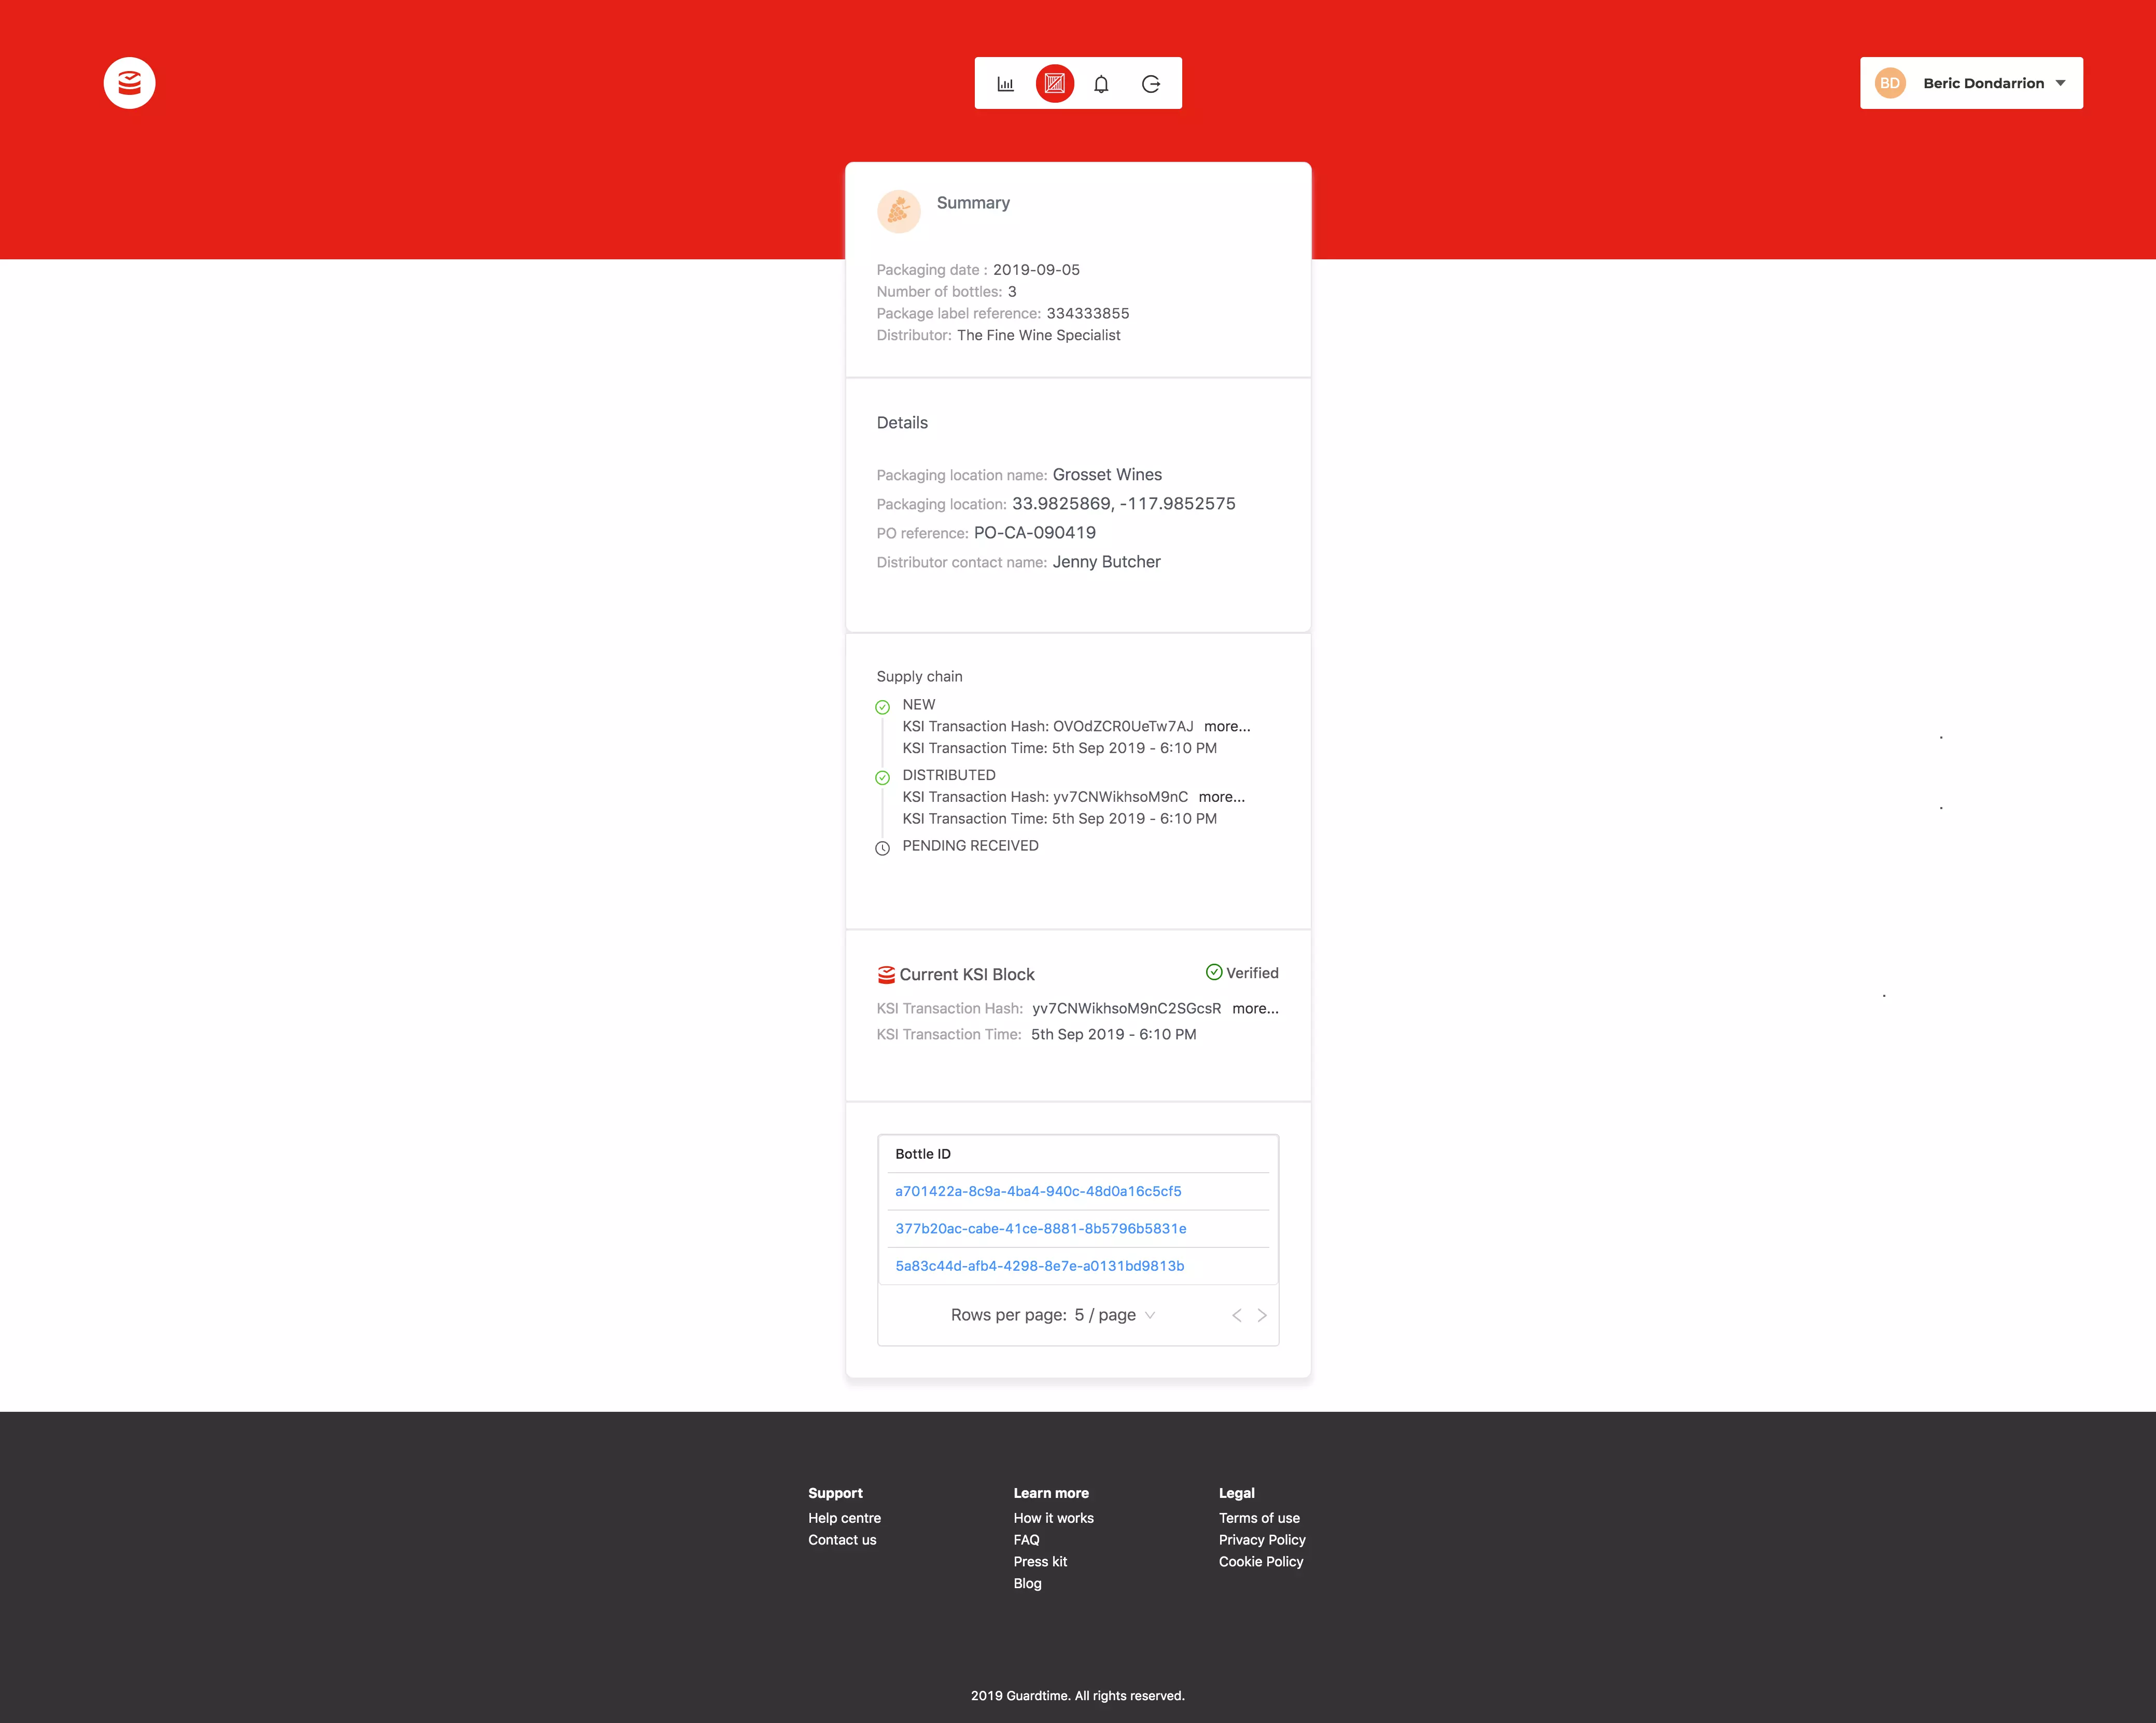 BD Beric Dondarrion
Summary
Packaging date : 2019-09-05
Number of bottles: 3
Package label reference: 334333855
Distributor: The Fine Wine Specialist
Details
Packaging location name: Grosset Wines
Packaging location: 33.9825869, -117.9852575
PO reference: PO-CA-090419
Distributor contact name: Jenny Butcher
Supply chain
NEW
KSI Transaction Hash: OVOdZCR0UeTw7AJ more...
KSI Transaction Time: 5th Sep 2019 - 6:10 PM
DISTRIBUTED
KSI Transaction Hash: yv7CNWikhsoM9nC more...
KSI Transaction Time: 5th Sep 2019 - 6:10 PM
PENDING RECEIVED
Current KSI Block Verified
KSI Transaction Hash: yv7CNWikhsoM9nC2SGcsR more...
KSI Transaction Time: 5th Sep 2019 - 6:10 PM
Bottle ID
a701422a-8c9a-4ba4-940c-48d0a16c5cf5
377b20ac-cabe-41ce-8881-8b5796b5831e
5a83c44d-afb4-4298-8e7e-a0131bd9813b
Rows per page: 5 / page
Support
Help centre
Contact us
Learn more
How it works
FAQ
Press kit
Blog
Legal
Terms of use
Privacy Policy
Cookie Policy
2019 Guardtime. All rights reserved.